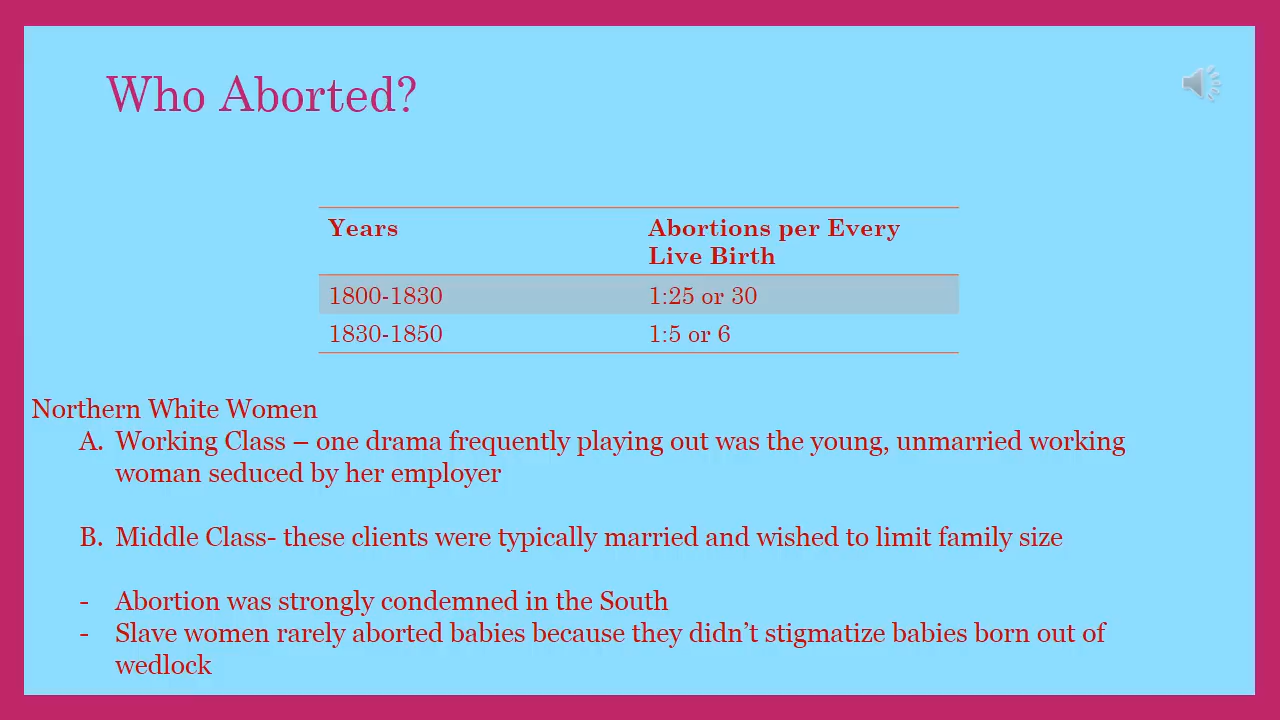 Who Aborted?
Years
Abortions per Every
Live Birth
1800-1830
1:25 or 30
1830-1850
1:5 or 6
Northern White Women
A. Working Class – one drama frequently playing out was the young, unmarried working
woman seduced by her employer
B. Middle Class- these clients were typically married and wished to limit family size
- Abortion was strongly condemned in the South
- Slave women rarely aborted babies because they didn’t stigmatize babies born out of
wedlock